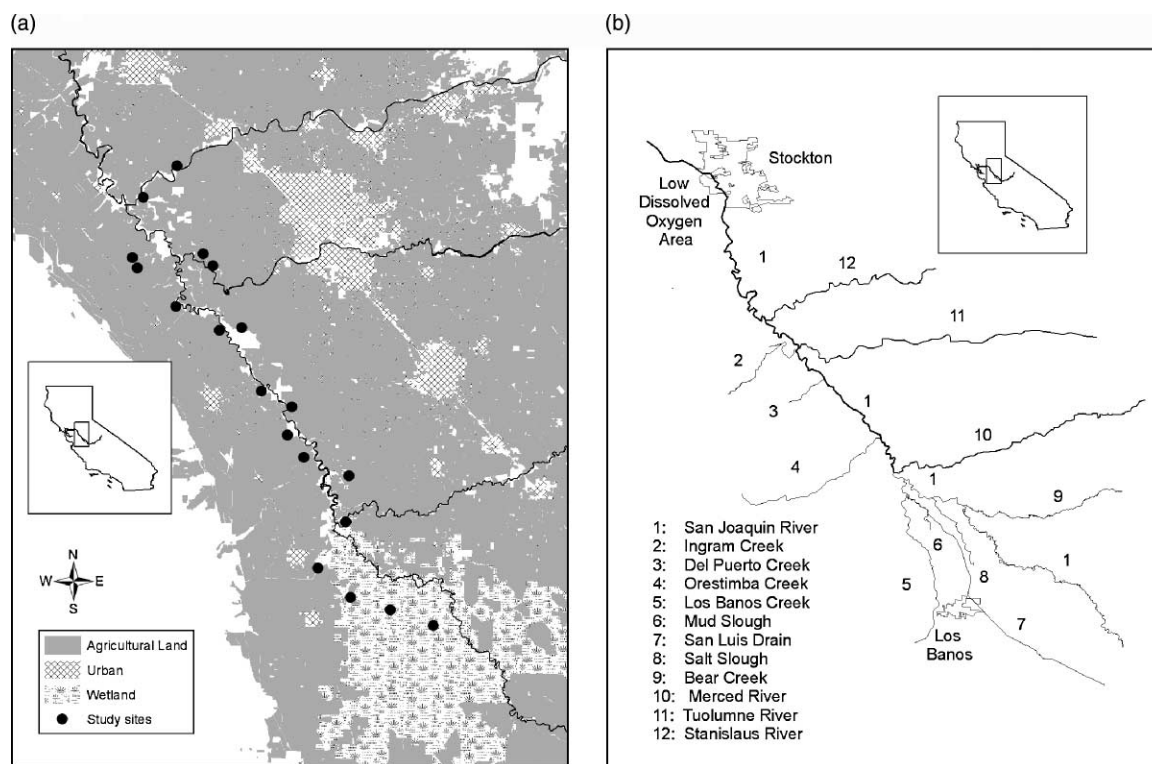 (a)
N
W E
S
Agricultural Land
Urban
Wetland
Study sites
(b)
Stockton
Low
Dissolved
Oxygen
Area
1
12
11
2
3
1
10
4
1
9
6
1
5
8
7
Los
Banos
1: San Joaquin River
2: Ingram Creek
3: Del Puerto Creek
4: Orestimba Creek
5: Los Banos Creek
6: Mud Slough
7: San Luis Drain
8: Salt Slough
9: Bear Creek
10: Merced River
11: Tuolumne River
12: Stanislaus River